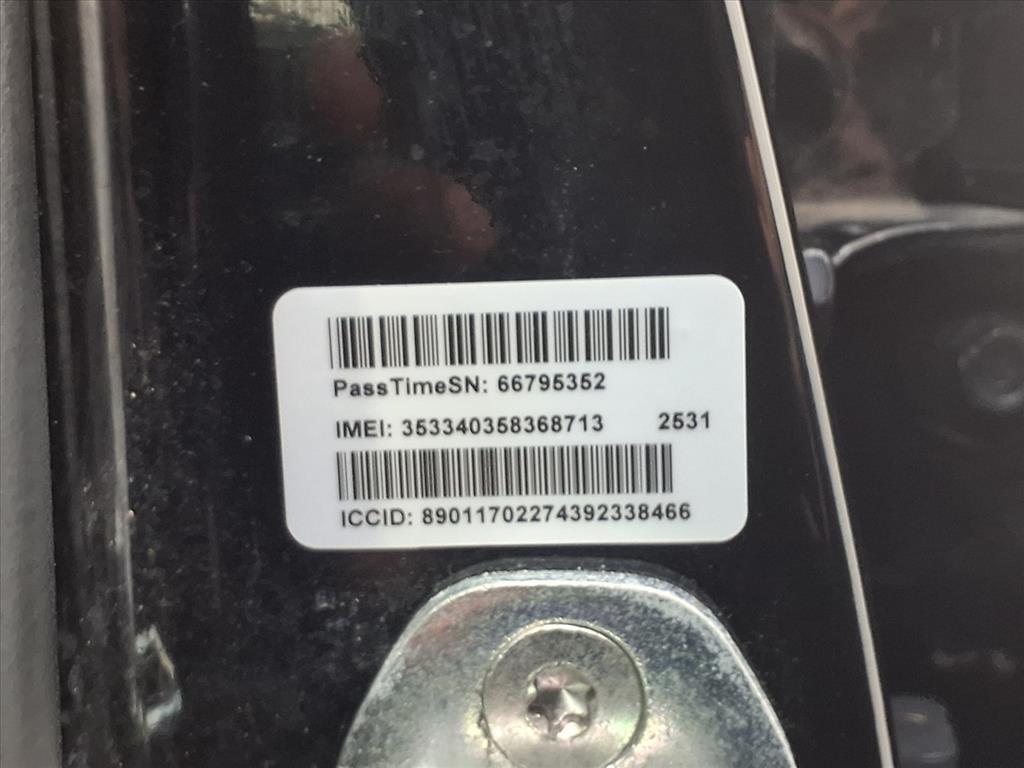 PassTimeSN: 66795352
IMEI: 353340358368713 2531
ICCID: 89011702274392338466